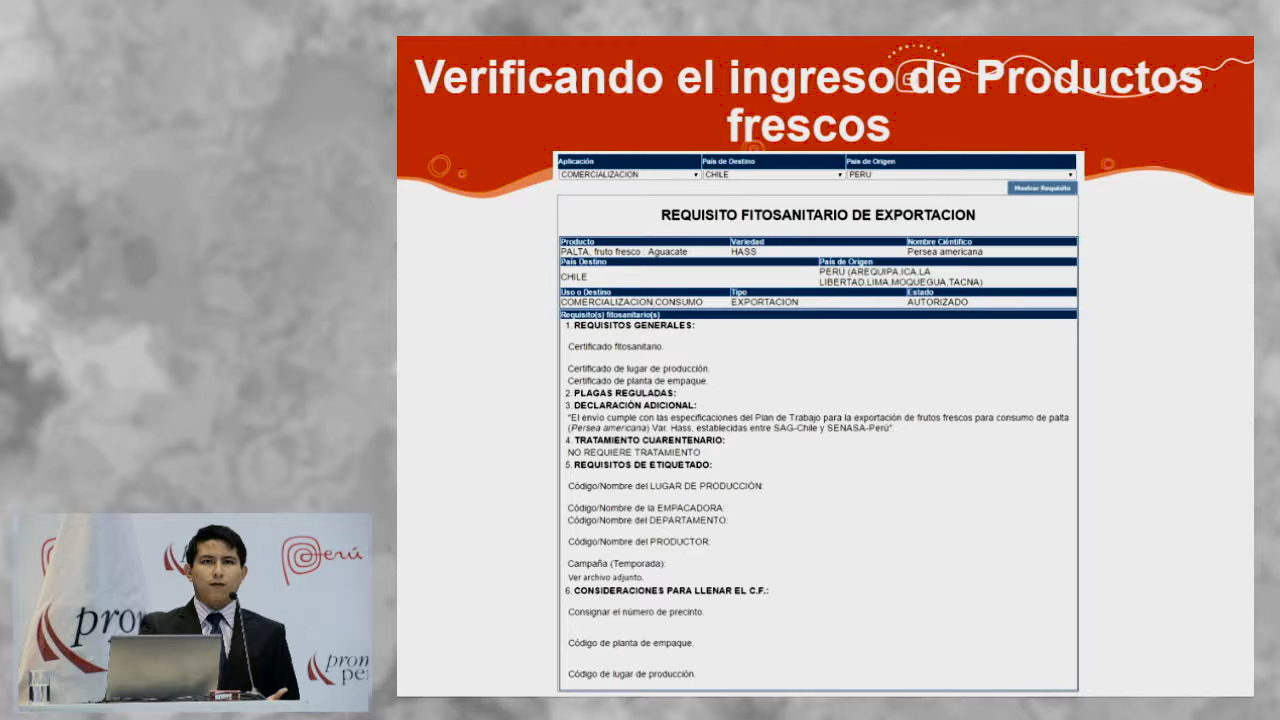 Verificando el ingreso de Productos
frescos
Aplicación País de Destino País de Origen
COMERCIALIZACION CHILE PERU
Mostrar Requisito
REQUISITO FITOSANITARIO DE EXPORTACION
Producto Variedad Nombre Ciéntifico
PALTA, fruto fresco : Aguacate HASS Persea americana
País Destino País de Origen
CHILE PERU (AREQUIPA,ICA,LA
LIBERTAD,LIMA,MOQUEGUA,TACNA)
Uso o Destino Tipo Estado
COMERCIALIZACION,CONSUMO EXPORTACION AUTORIZADO
Requisito(s) fitosanitario(s)
1. REQUISITOS GENERALES:
Certificado fitosanitario.
Certificado de lugar de producción.
Certificado de planta de empaque.
2. PLAGAS REGULADAS:
3. DECLARACIÓN ADICIONAL:
"El envío cumple con las especificaciones del Plan de Trabajo para la exportación de frutos frescos para consumo de palta
(Persea americana) Var. Hass, establecidas entre SAG-Chile y SENASA-Perú".
4. TRATAMIENTO CUARENTENARIO:
NO REQUIERE TRATAMIENTO
5. REQUISITOS DE ETIQUETADO:
Código/Nombre del LUGAR DE PRODUCCIÓN:
Código/Nombre de la EMPACADORA:
Código/Nombre del DEPARTAMENTO:
Código/Nombre del PRODUCTOR:
Campaña (Temporada):
Ver archivo adjunto.
6. CONSIDERACIONES PARA LLENAR EL C.F.:
Consignar el número de precinto.
Código de planta de empaque.
Código de lugar de producción.
Perú
prom
prom
pe